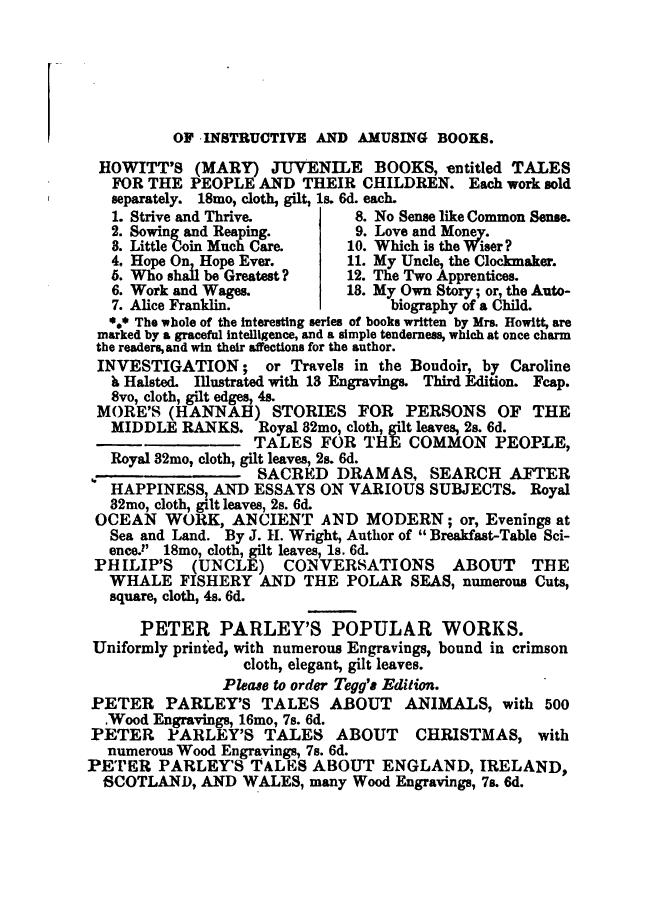 OF INSTRUCTIVE AND AMUSING BOOKS.
HOWITT'S (MARY) JUVENILE BOOKS, entitled TALES
FOR THE PEOPLE AND THEIR CHILDREN. Each work sold
separately. 18mo, cloth, gilt, 1s. 6d. each.
1. Strive and Thrive.
2. Sowing and Reaping.
3. Little Coin Much Care.
4. Hope On, Hope Ever.
5. Who shall be Greatest?
6. Work and Wages.
7. Alice Franklin.
8. No Sense like Common Sense.
9. Love and Money.
10. Which is the Wiser?
11. My Uncle, the Clockmaker.
12. The Two Apprentices.
13. My Own Story; or, the Auto-
biography of a Child.
*** The whole of the interesting series of books written by Mrs. Howitt, are
marked by a graceful intelligence, and a simple tenderness, which at once charm
the readers, and win their affections for the author.
INVESTIGATION; or Travels in the Boudoir, by Caroline
A Halsted. Illustrated with 13 Engravings. Third Edition. Fcap.
8vo, cloth, gilt edges, 4s.
MORE'S (HANNAH) STORIES FOR PERSONS OF THE
MIDDLE RANKS. Royal 32mo, cloth, gilt leaves, 2s. 6d.
—————— TALES FOR THE COMMON PEOPLE,
Royal 32mo, cloth, gilt leaves, 2s. 6d.
—————— SACRED DRAMAS, SEARCH AFTER
HAPPINESS, AND ESSAYS ON VARIOUS SUBJECTS. Royal
32mo, cloth, gilt leaves, 2s. 6d.
OCEAN WORK, ANCIENT AND MODERN; or, Evenings at
Sea and Land. By J. H. Wright, Author of "Breakfast-Table Sci-
ence." 18mo, cloth, gilt leaves, 1s. 6d.
PHILIP'S (UNCLE) CONVERSATIONS ABOUT THE
WHALE FISHERY AND THE POLAR SEAS, numerous Cuts,
square, cloth, 4s. 6d.
PETER PARLEY'S POPULAR WORKS.
Uniformly printed, with numerous Engravings, bound in crimson
cloth, elegant, gilt leaves.
Please to order Tegg's Edition.
PETER PARLEY'S TALES ABOUT ANIMALS, with 500
Wood Engravings, 16mo, 7s. 6d.
PETER PARLEY'S TALES ABOUT CHRISTMAS, with
numerous Wood Engravings, 7s. 6d.
PETER PARLEY'S TALES ABOUT ENGLAND, IRELAND,
SCOTLAND, AND WALES, many Wood Engravings, 7s. 6d.